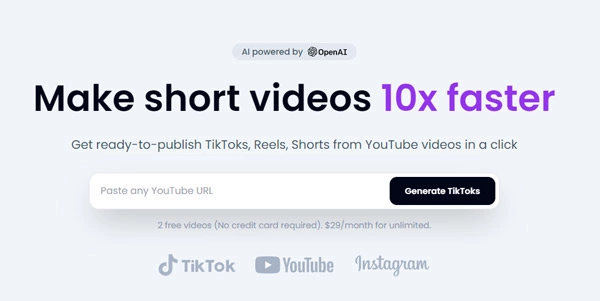 AI powered by OpenAI
Make short videos 10x faster
Get ready-to-publish TikToks, Reels, Shorts from YouTube videos in a click
Paste any YouTube URL Generate TikToks
2 free videos (No credit card required). $29/month for unlimited.
TikTok YouTube Instagram